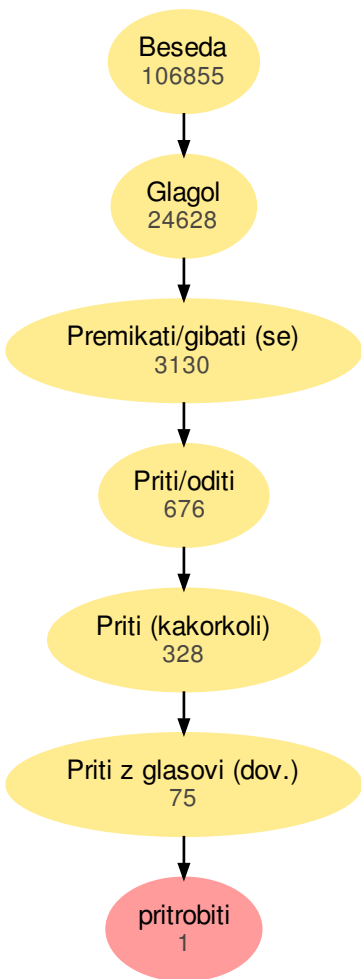 Beseda
106855
Glagol
24628
Premikati/gibati (se)
3130
Priti/oditi
676
Priti (kakorkoli)
328
Priti z glasovi (dov.)
75
pritrobiti
1